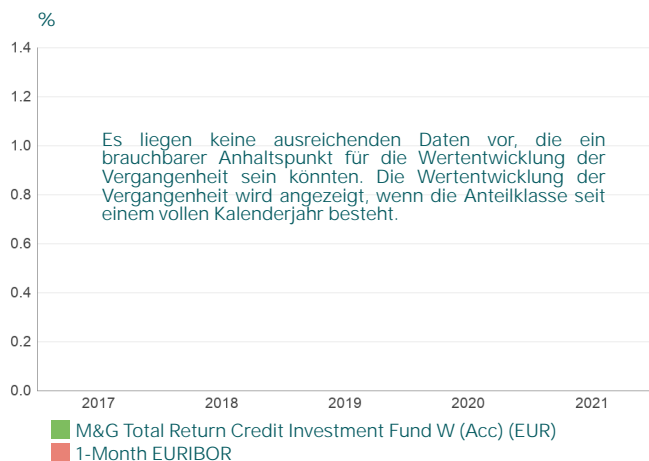 %
1.4
1.2
1.0
0.8
0.6
0.4
0.2
0.0
Es liegen keine ausreichenden Daten vor, die ein
brauchbarer Anhaltspunkt für die Wertentwicklung der
Vergangenheit sein könnten. Die Wertentwicklung der
Vergangenheit wird angezeigt, wenn die Anteilklasse seit
einem vollen Kalenderjahr besteht.
2017 2018 2019 2020 2021
M&G Total Return Credit Investment Fund W (Acc) (EUR)
1-Month EURIBOR